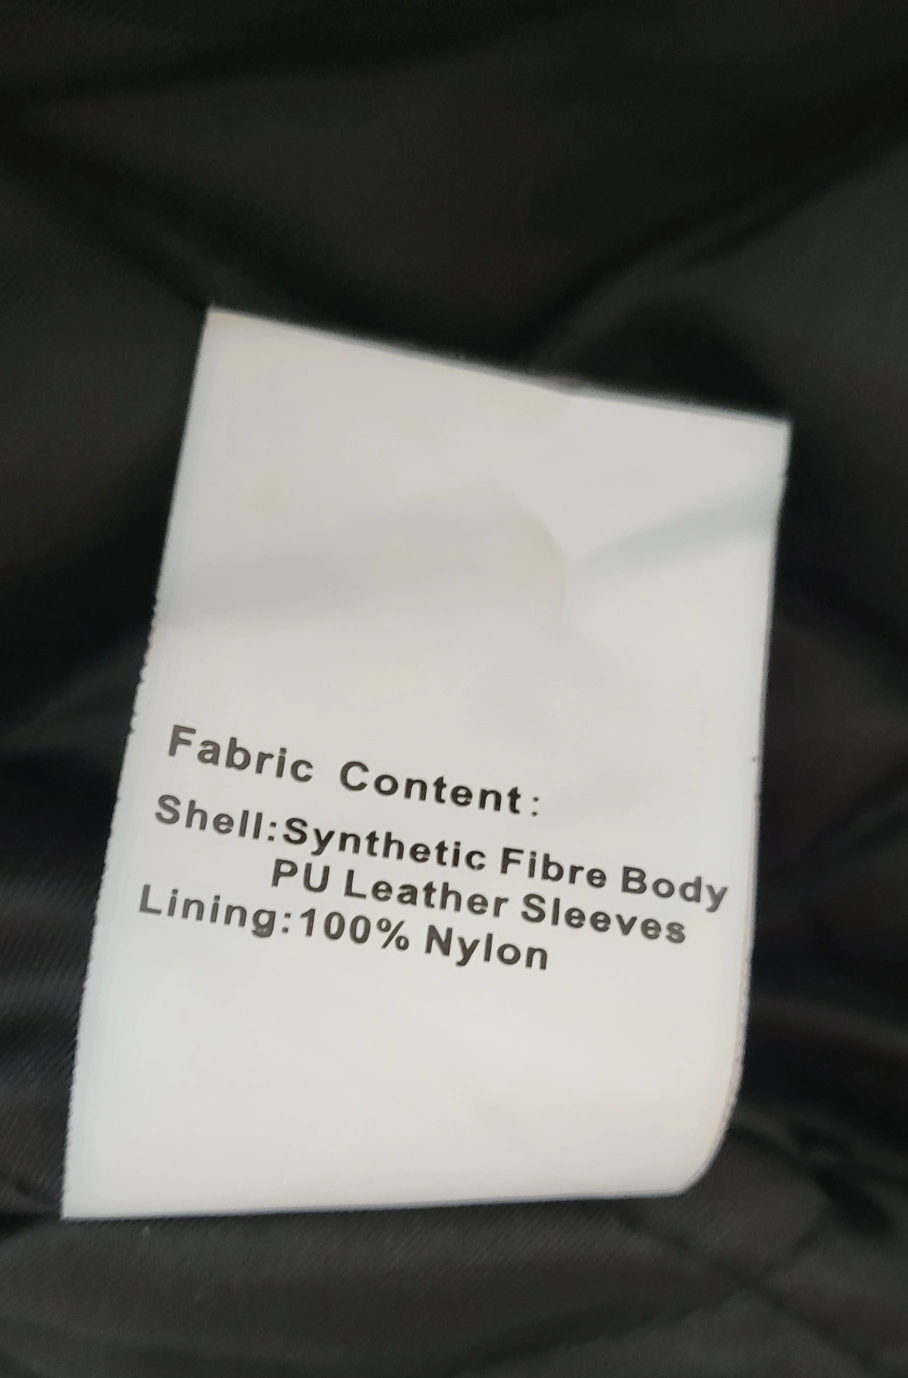 Fabric Content:
Shell:Synthetic Fibre Body
PU Leather Sleeves
Lining:100% Nylon